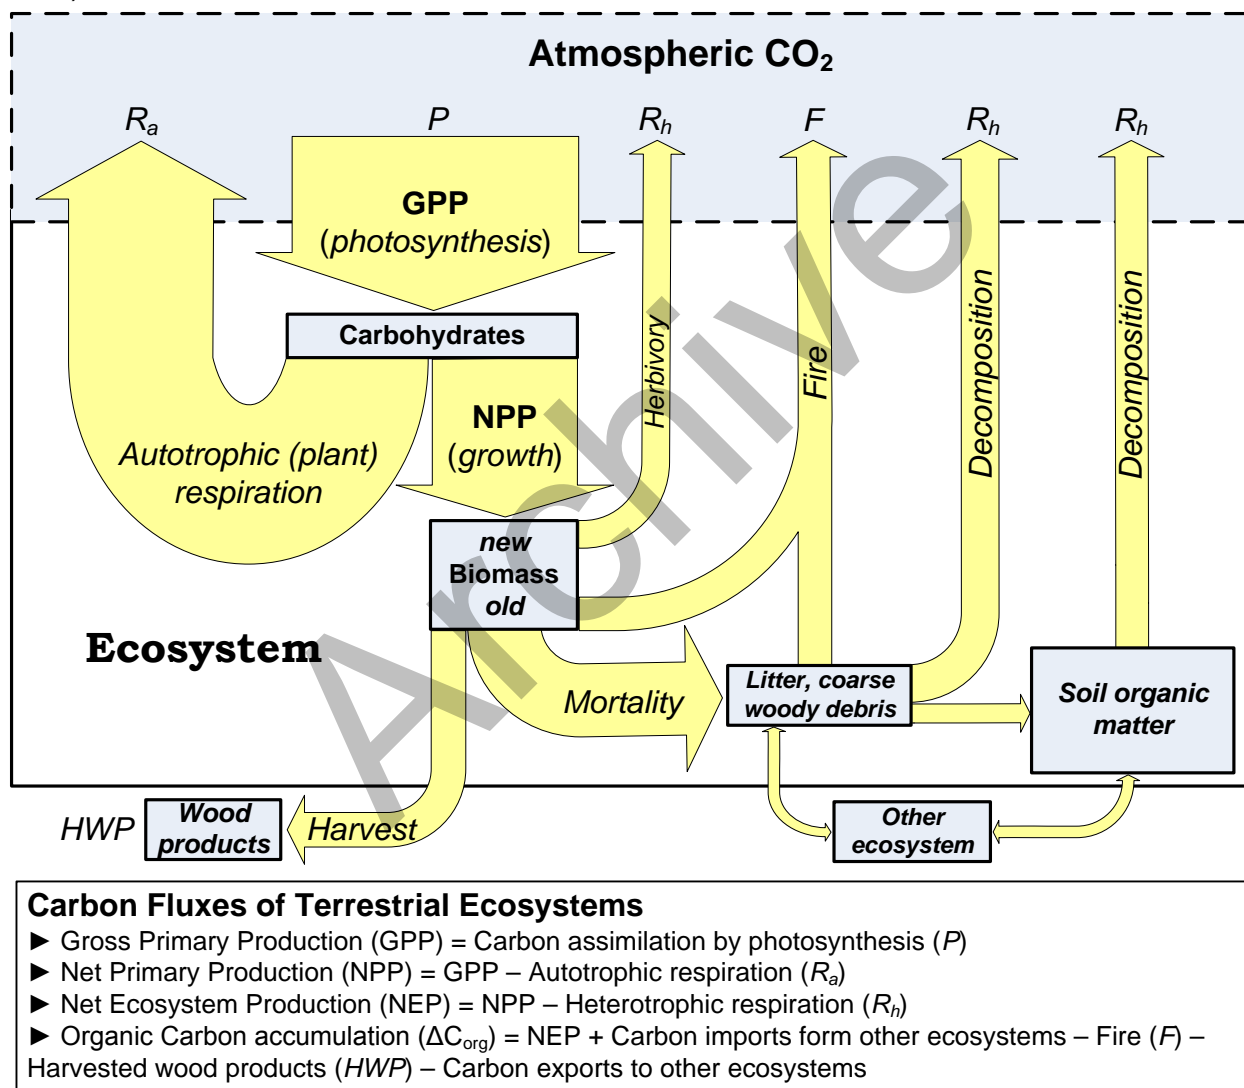 Atmospheric CO₂
Rₐ
P
Rₕ
F
Rₕ
Rₕ
GPP
(photosynthesis)
Carbohydrates
NPP
(growth)
Autotrophic (plant)
respiration
Herbivory
Fire
Decomposition
Decomposition
new
Biomass
old
Ecosystem
Mortality
Litter, coarse
woody debris
Soil organic
matter
HWP
Wood
products
Harvest
Other
ecosystem
Archive
Carbon Fluxes of Terrestrial Ecosystems
► Gross Primary Production (GPP) = Carbon assimilation by photosynthesis (P)
► Net Primary Production (NPP) = GPP – Autotrophic respiration (Rₐ)
► Net Ecosystem Production (NEP) = NPP – Heterotrophic respiration (Rₕ)
► Organic Carbon accumulation (ΔCorg) = NEP + Carbon imports form other ecosystems – Fire (F) –
Harvested wood products (HWP) – Carbon exports to other ecosystems